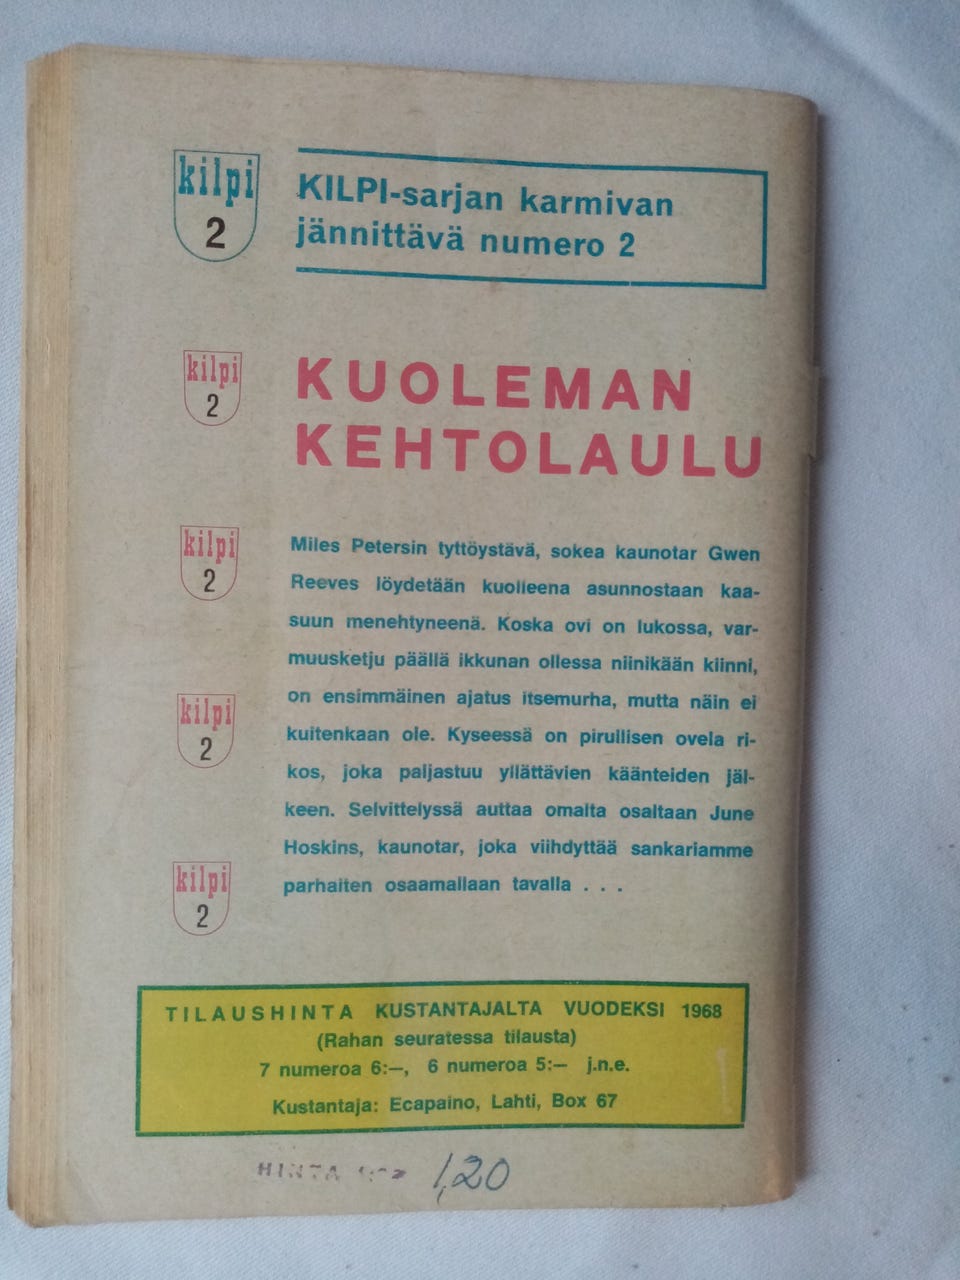 kilpi
2
KILPI-sarjan karmivan
jännittävä numero 2
kilpi
2
KUOLEMAN
KEHTOLAULU
kilpi
2
Miles Petersin tyttöystävä, sokea kaunotar Gwen
Reeves löydetään kuolleena asunnostaan kaa-
suun menehtyneenä. Koska ovi on lukossa, var-
muusketju päällä ikkunan ollessa niinikään kiinni,
on ensimmäinen ajatus itsemurha, mutta näin ei
kuitenkaan ole. Kyseessä on pirullisen ovela ri-
kos, joka paljastuu yllättävien käänteiden jäl-
keen. Selvittelyssä auttaa omalta osaltaan June
Hoskins, kaunotar, joka viihdyttää sankariamme
parhaiten osaamallaan tavalla . . .
kilpi
2
kilpi
2
TILAUSHINTA KUSTANTAJALTA VUODEKSI 1968
(Rahan seuratessa tilausta)
7 numeroa 6:—, 6 numeroa 5:— j.n.e.
Kustantaja: Ecapaino, Lahti, Box 67
HINTA 1,20